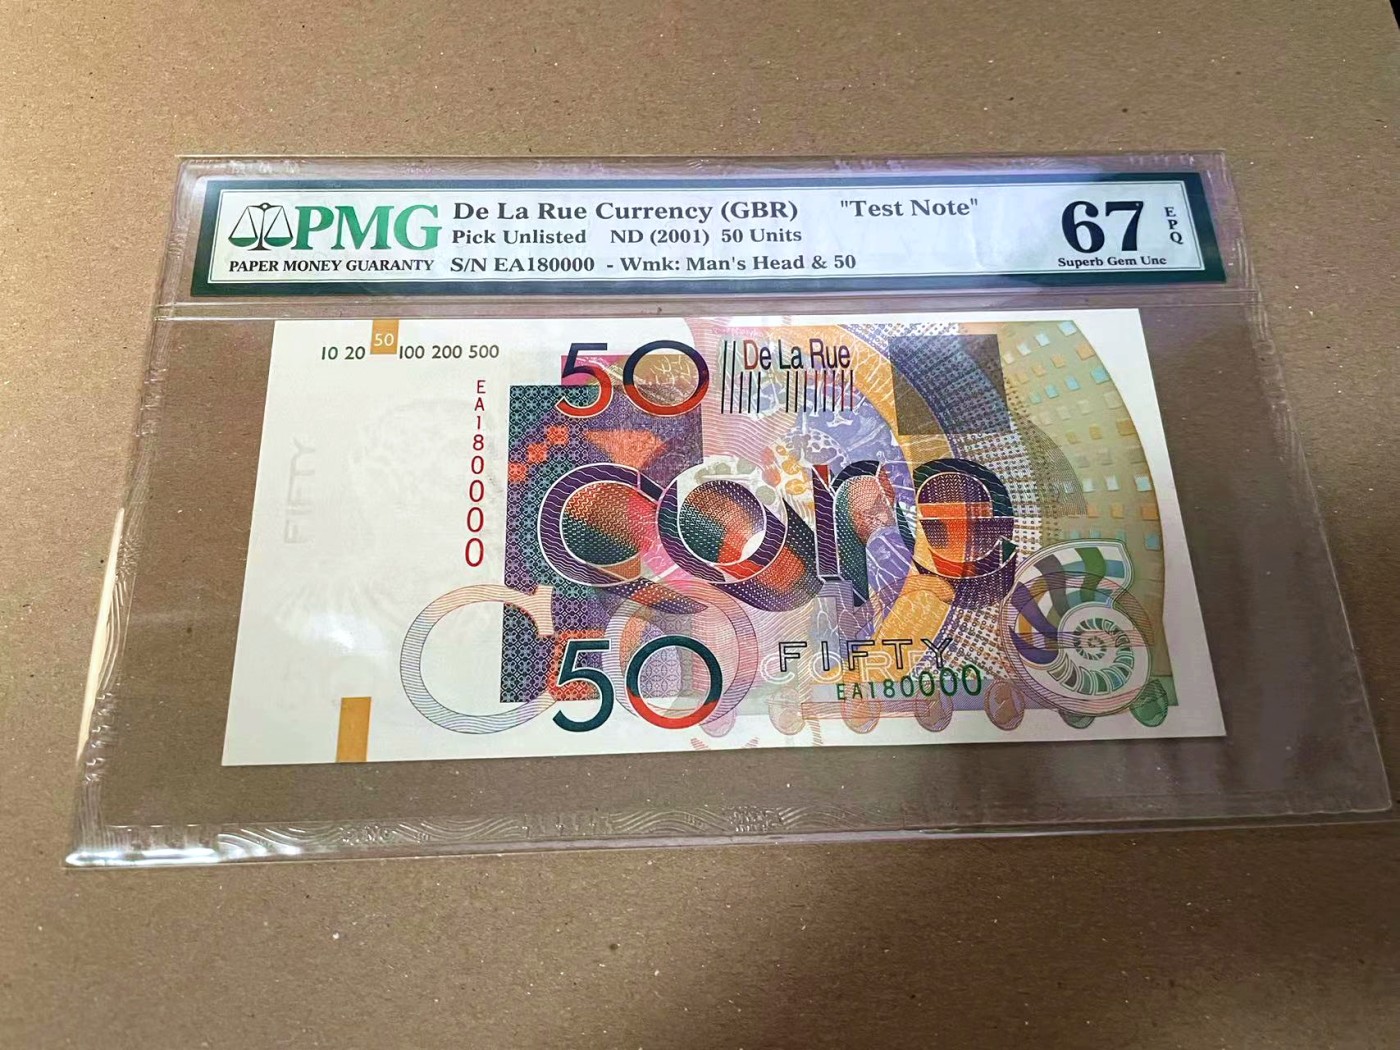 PMG
PAPER MONEY GUARANTY
De La Rue Currency (GBR) "Test Note"
Pick Unlisted ND (2001) 50 Units
S/N EA180000 - Wmk: Man's Head & 50
67
EPQ
Superb Gem Unc
10 20 50 100 200 500
50
De La Rue
EA180000
FIFTY
core
50
FIFTY
CORE
EA180000